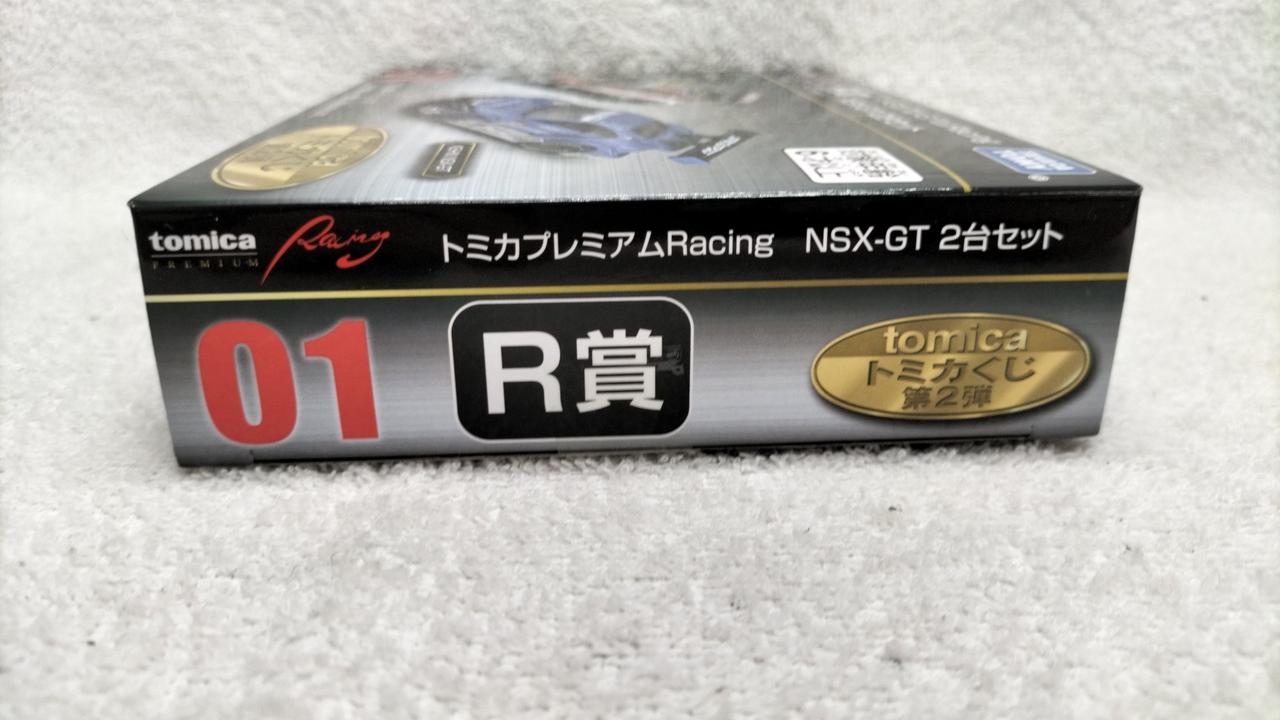 tomica
PREMIUM
Racing
トミカプレミアムRacing NSX-GT 2台セット
01
R賞
tomica
トミカくじ
第2弾